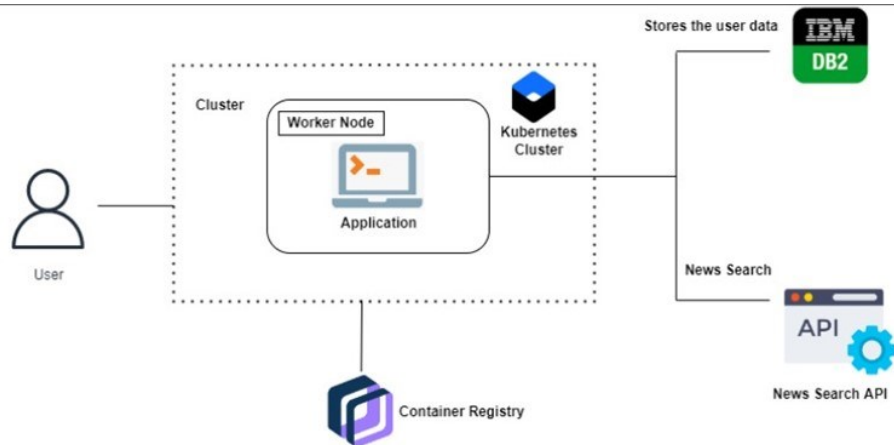 Stores the user data
IBM
DB2
Cluster
Worker Node
Kubernetes
Cluster
Application
User
News Search
API
News Search API
Container Registry